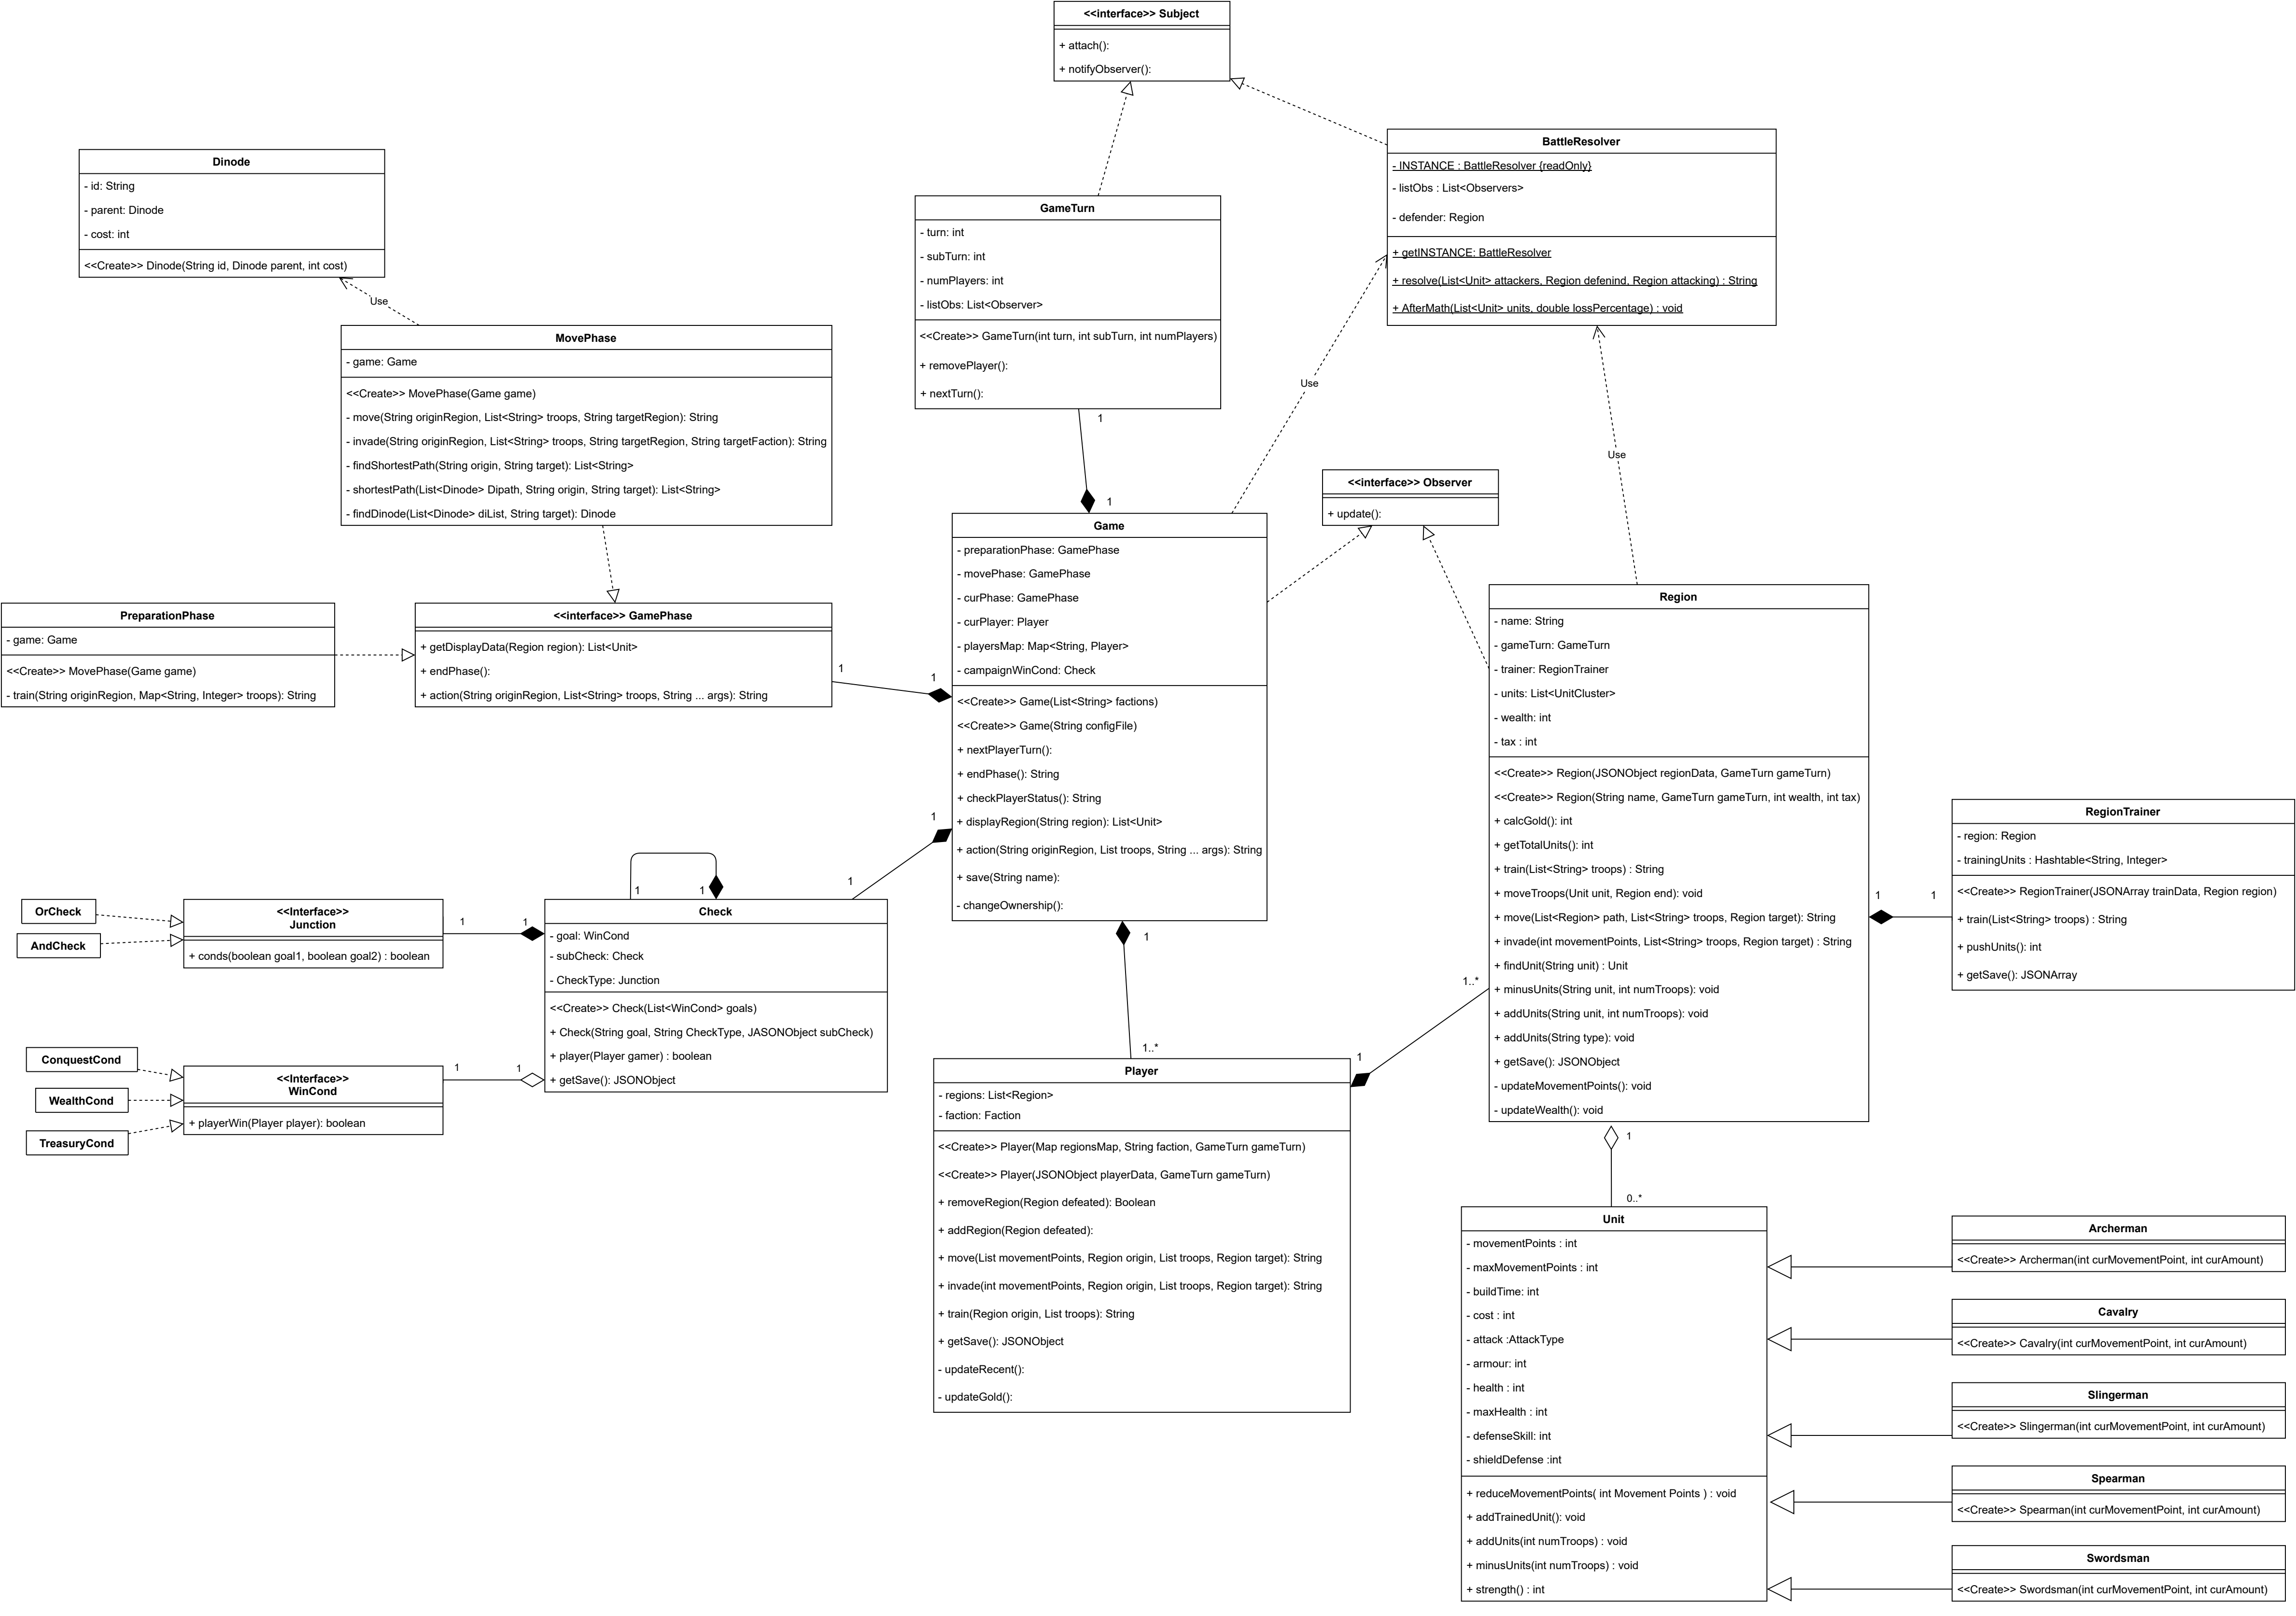 <<interface>> Subject
+ attach():
+ notifyObserver():
BattleResolver
- INSTANCE : BattleResolver {readOnly}
- listObs : List<Observers>
- defender: Region
+ getINSTANCE: BattleResolver
+ resolve(List<Unit> attackers, Region defenind, Region attacking) : String
+ AfterMath(List<Unit> units, double lossPercentage) : void
Dinode
- id: String
- parent: Dinode
- cost: int
<<Create>> Dinode(String id, Dinode parent, int cost)
Use
GameTurn
- turn: int
- subTurn: int
- numPlayers: int
- listObs: List<Observer>
<<Create>> GameTurn(int turn, int subTurn, int numPlayers)
+ removePlayer():
+ nextTurn():
1
1
Use
Use
MovePhase
- game: Game
<<Create>> MovePhase(Game game)
- move(String originRegion, List<String> troops, String targetRegion): String
- invade(String originRegion, List<String> troops, String targetRegion, String targetFaction): String
- findShortestPath(String origin, String target): List<String>
- shortestPath(List<Dinode> Dipath, String origin, String target): List<String>
- findDinode(List<Dinode> diList, String target): Dinode
<<interface>> Observer
+ update():
PreparationPhase
- game: Game
<<Create>> MovePhase(Game game)
- train(String originRegion, Map<String, Integer> troops): String
<<interface>> GamePhase
+ getDisplayData(Region region): List<Unit>
+ endPhase():
+ action(String originRegion, List<String> troops, String ... args): String
1
1
Game
- preparationPhase: GamePhase
- movePhase: GamePhase
- curPhase: GamePhase
- curPlayer: Player
- playersMap: Map<String, Player>
- campaignWinCond: Check
<<Create>> Game(List<String> factions)
<<Create>> Game(String configFile)
+ nextPlayerTurn():
+ endPhase(): String
+ checkPlayerStatus(): String
+ displayRegion(String region): List<Unit>
+ action(String originRegion, List troops, String ... args): String
+ save(String name):
- changeOwnership():
1
1
1
1..*
Region
- name: String
- gameTurn: GameTurn
- trainer: RegionTrainer
- units: List<UnitCluster>
- wealth: int
- tax : int
<<Create>> Region(JSONObject regionData, GameTurn gameTurn)
<<Create>> Region(String name, GameTurn gameTurn, int wealth, int tax)
+ calcGold(): int
+ getTotalUnits(): int
+ train(List<String> troops) : String
+ moveTroops(Unit unit, Region end): void
+ move(List<Region> path, List<String> troops, Region target): String
+ invade(int movementPoints, List<String> troops, Region target) : String
+ findUnit(String unit) : Unit
+ minusUnits(String unit, int numTroops): void
+ addUnits(String unit, int numTroops): void
+ addUnits(String type): void
+ getSave(): JSONObject
- updateMovementPoints(): void
- updateWealth(): void
1
1
RegionTrainer
- region: Region
- trainingUnits : Hashtable<String, Integer>
<<Create>> RegionTrainer(JSONArray trainData, Region region)
+ train(List<String> troops) : String
+ pushUnits(): int
+ getSave(): JSONArray
OrCheck
AndCheck
<<Interface>>
Junction
+ conds(boolean goal1, boolean goal2) : boolean
1
1
1
1
Check
- goal: WinCond
- subCheck: Check
- CheckType: Junction
<<Create>> Check(List<WinCond> goals)
+ Check(String goal, String CheckType, JASONObject subCheck)
+ player(Player gamer) : boolean
+ getSave(): JSONObject
ConquestCond
WealthCond
TreasuryCond
<<Interface>>
WinCond
+ playerWin(Player player): boolean
1
1
Player
- regions: List<Region>
- faction: Faction
<<Create>> Player(Map regionsMap, String faction, GameTurn gameTurn)
<<Create>> Player(JSONObject playerData, GameTurn gameTurn)
+ removeRegion(Region defeated): Boolean
+ addRegion(Region defeated):
+ move(List movementPoints, Region origin, List troops, Region target): String
+ invade(int movementPoints, Region origin, List troops, Region target): String
+ train(Region origin, List troops): String
+ getSave(): JSONObject
- updateRecent():
- updateGold():
1
1..*
1
0..*
Unit
- movementPoints : int
- maxMovementPoints : int
- buildTime: int
- cost : int
- attack :AttackType
- armour: int
- health : int
- maxHealth : int
- defenseSkill: int
- shieldDefense :int
+ reduceMovementPoints( int Movement Points ) : void
+ addTrainedUnit(): void
+ addUnits(int numTroops) : void
+ minusUnits(int numTroops) : void
+ strength() : int
Archerman
<<Create>> Archerman(int curMovementPoint, int curAmount)
Cavalry
<<Create>> Cavalry(int curMovementPoint, int curAmount)
Slingerman
<<Create>> Slingerman(int curMovementPoint, int curAmount)
Spearman
<<Create>> Spearman(int curMovementPoint, int curAmount)
Swordsman
<<Create>> Swordsman(int curMovementPoint, int curAmount)